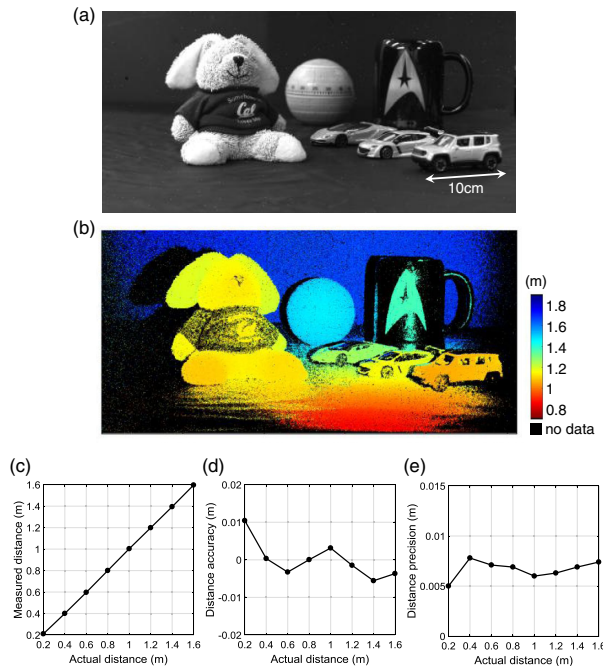 (a)
Cal
10cm
(b)
(m)
1.8
1.6
1.4
1.2
1
0.8
no data
(c)
(d)
(e)
Measured distance (m)
1.6
1.4
1.2
1
0.8
0.6
0.4
0.2
0.2 0.4 0.6 0.8 1 1.2 1.4 1.6
Actual distance (m)
Distance accuracy (m)
0.02
0.01
0
-0.01
-0.02
0.2 0.4 0.6 0.8 1 1.2 1.4 1.6
Actual distance (m)
Distance precision (m)
0.015
0.01
0.005
0
0.2 0.4 0.6 0.8 1 1.2 1.4 1.6
Actual distance (m)